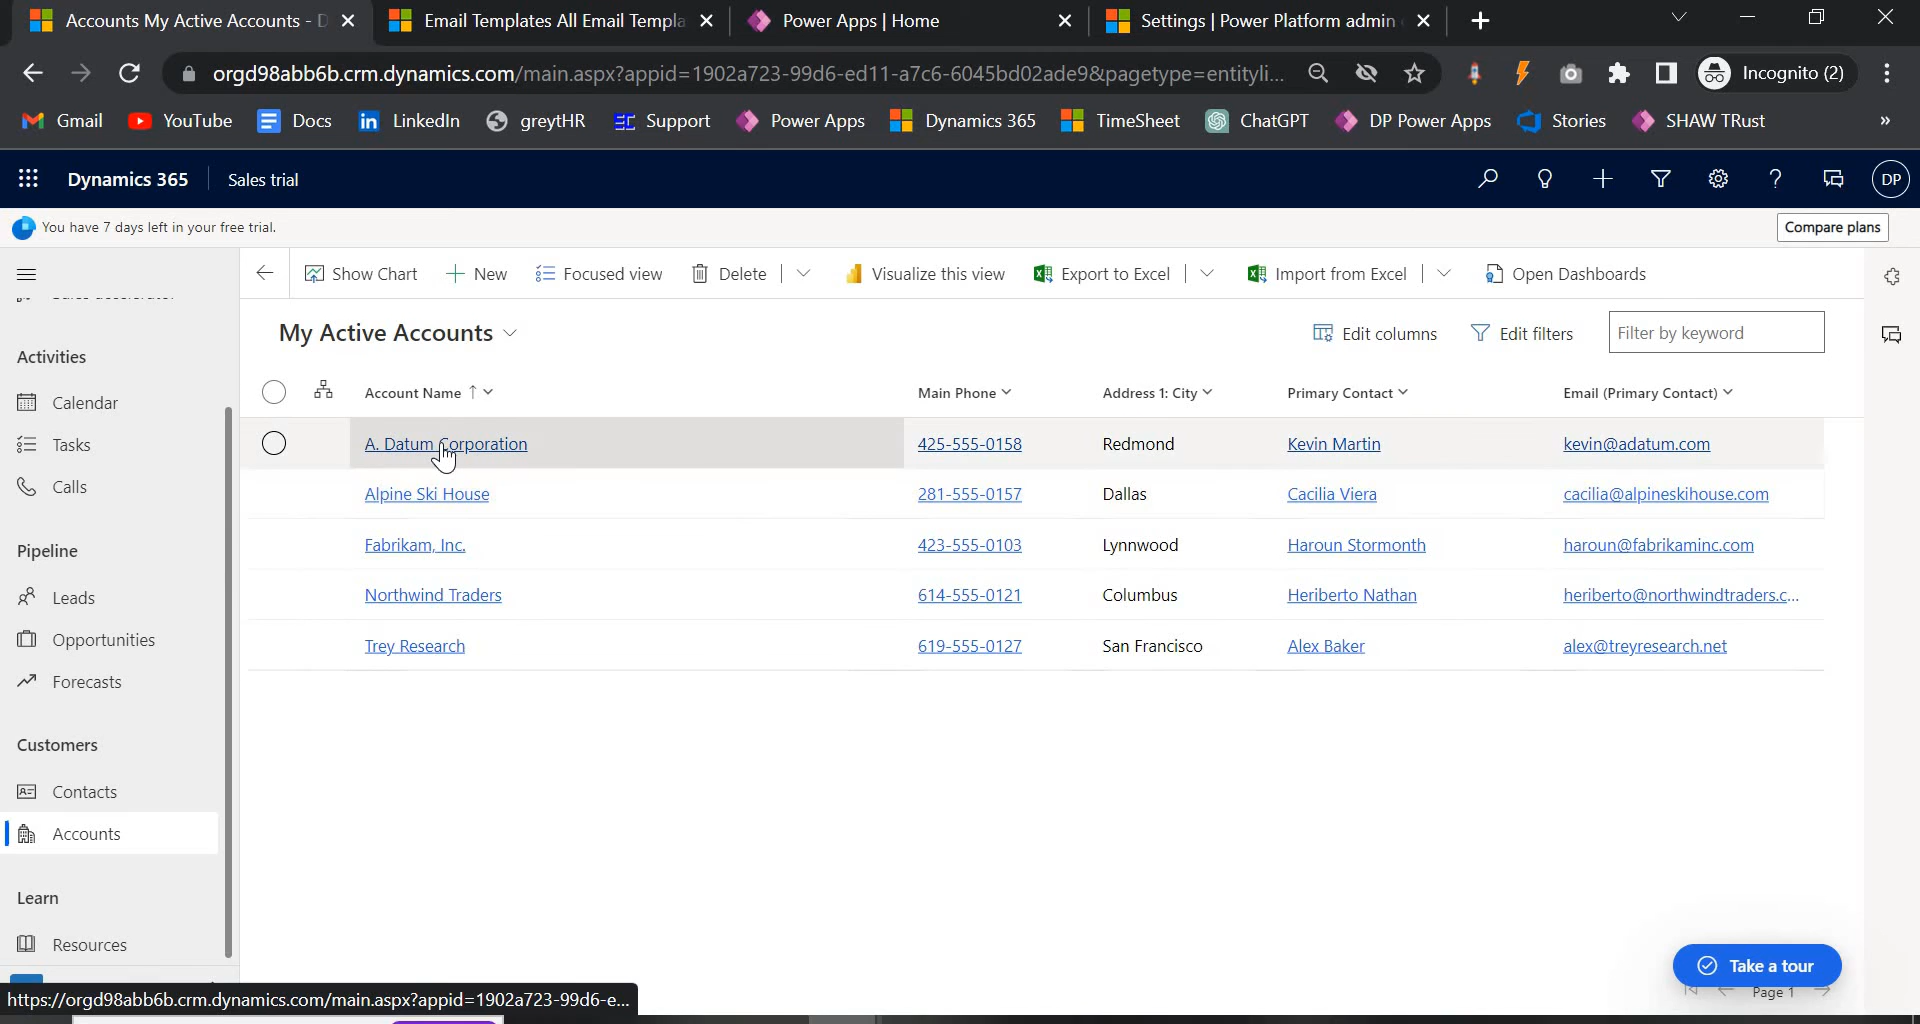 Accounts My Active Accounts - D
Email Templates All Email Templa
Power Apps | Home
Settings | Power Platform admin
orgd98abb6b.crm.dynamics.com/main.aspx?appid=1902a723-99d6-ed11-a7c6-6045bd02ade9&pagetype=entityli...
Incognito (2)
Gmail
YouTube
Docs
LinkedIn
greytHR
Support
Power Apps
Dynamics 365
TimeSheet
ChatGPT
DP Power Apps
Stories
SHAW TRust
»
Dynamics 365
Sales trial
DP
You have 7 days left in your free trial.
Compare plans
Show Chart
New
Focused view
Delete
Visualize this view
Export to Excel
Import from Excel
Open Dashboards
My Active Accounts
Edit columns
Edit filters
Filter by keyword
Activities
Calendar
Tasks
Calls
Pipeline
Leads
Opportunities
Forecasts
Customers
Contacts
Accounts
Learn
Resources
Account Name ↑ Main Phone Address 1: City Primary Contact Email (Primary Contact)
A. Datum Corporation 425-555-0158 Redmond Kevin Martin kevin@adatum.com
Alpine Ski House 281-555-0157 Dallas Cacilia Viera cacilia@alpineskihouse.com
Fabrikam, Inc. 423-555-0103 Lynnwood Haroun Stormonth haroun@fabrikaminc.com
Northwind Traders 614-555-0121 Columbus Heriberto Nathan heriberto@northwindtraders.c...
Trey Research 619-555-0127 San Francisco Alex Baker alex@treyresearch.net
Take a tour
Page 1
https://orgd98abb6b.crm.dynamics.com/main.aspx?appid=1902a723-99d6-e...